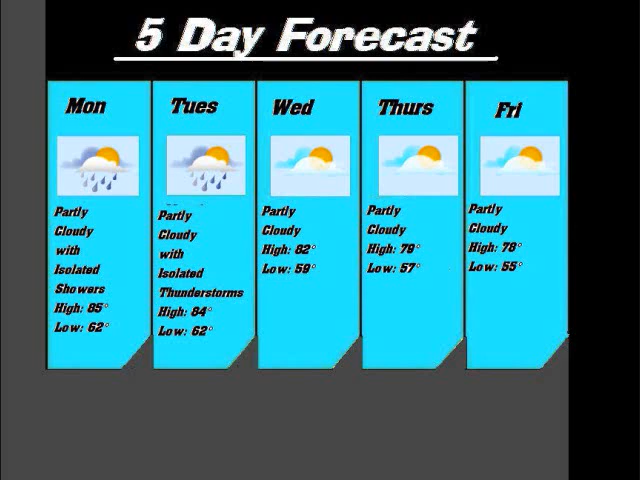 5 Day Forecast
Mon
Partly
Cloudy
with
Isolated
Showers
High: 85°
Low: 62°
Tues
Partly
Cloudy
with
Isolated
Thunderstorms
High: 84°
Low: 62°
Wed
Partly
Cloudy
High: 82°
Low: 59°
Thurs
Partly
Cloudy
High: 79°
Low: 57°
Fri
Partly
Cloudy
High: 78°
Low: 55°